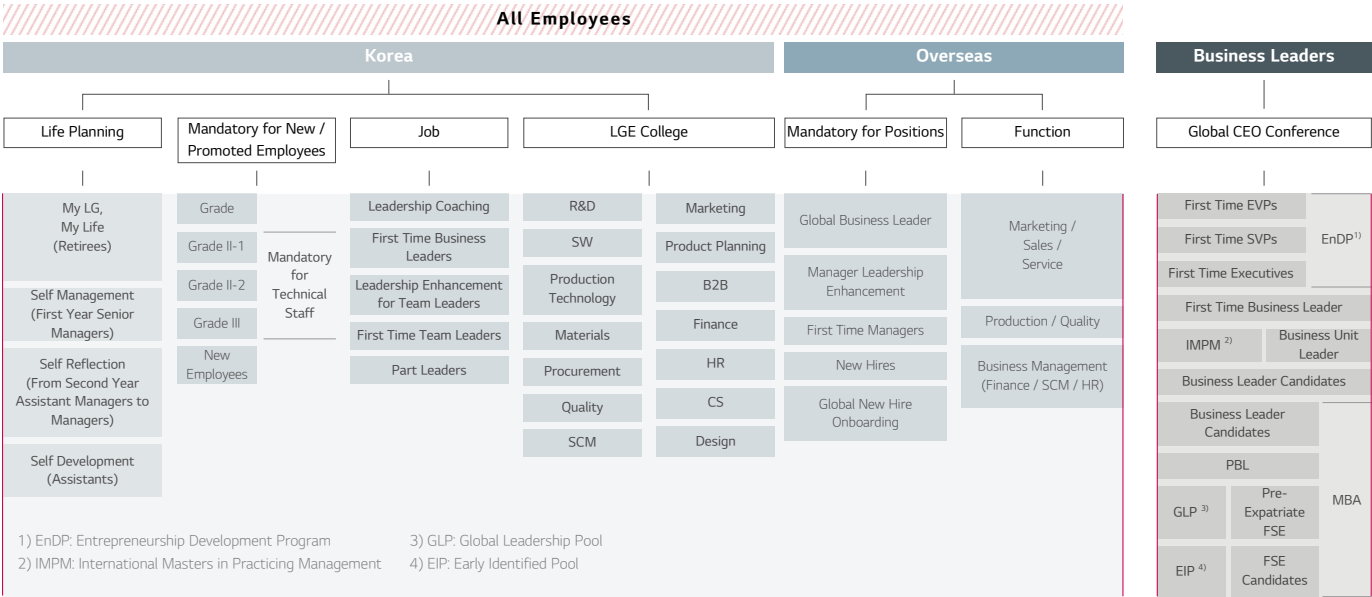 All Employees
Korea
Overseas
Business Leaders
Life Planning
Mandatory for New /
Promoted Employees
Job
LGE College
Mandatory for Positions
Function
Global CEO Conference
My LG,
My Life
(Retirees)
Self Management
(First Year Senior
Managers)
Self Reflection
(From Second Year
Assistant Managers to
Managers)
Self Development
(Assistants)
Grade
Grade II-1
Grade II-2
Grade III
New
Employees
Mandatory
for
Technical
Staff
Leadership Coaching
First Time Business
Leaders
Leadership Enhancement
for Team Leaders
First Time Team Leaders
Part Leaders
R&D
SW
Production
Technology
Materials
Procurement
Quality
SCM
Marketing
Product Planning
B2B
Finance
HR
CS
Design
Global Business Leader
Manager Leadership
Enhancement
First Time Managers
New Hires
Global New Hire
Onboarding
Marketing /
Sales /
Service
Production / Quality
Business Management
(Finance / SCM / HR)
First Time EVPs
First Time SVPs
First Time Executives
EnDP 1)
First Time Business Leader
IMPM 2)
Business Unit
Leader
Business Leader Candidates
Business Leader
Candidates
PBL
GLP 3)
Pre-
Expatriate
FSE
EIP 4)
FSE
Candidates
MBA
1) EnDP: Entrepreneurship Development Program
2) IMPM: International Masters in Practicing Management
3) GLP: Global Leadership Pool
4) EIP: Early Identified Pool